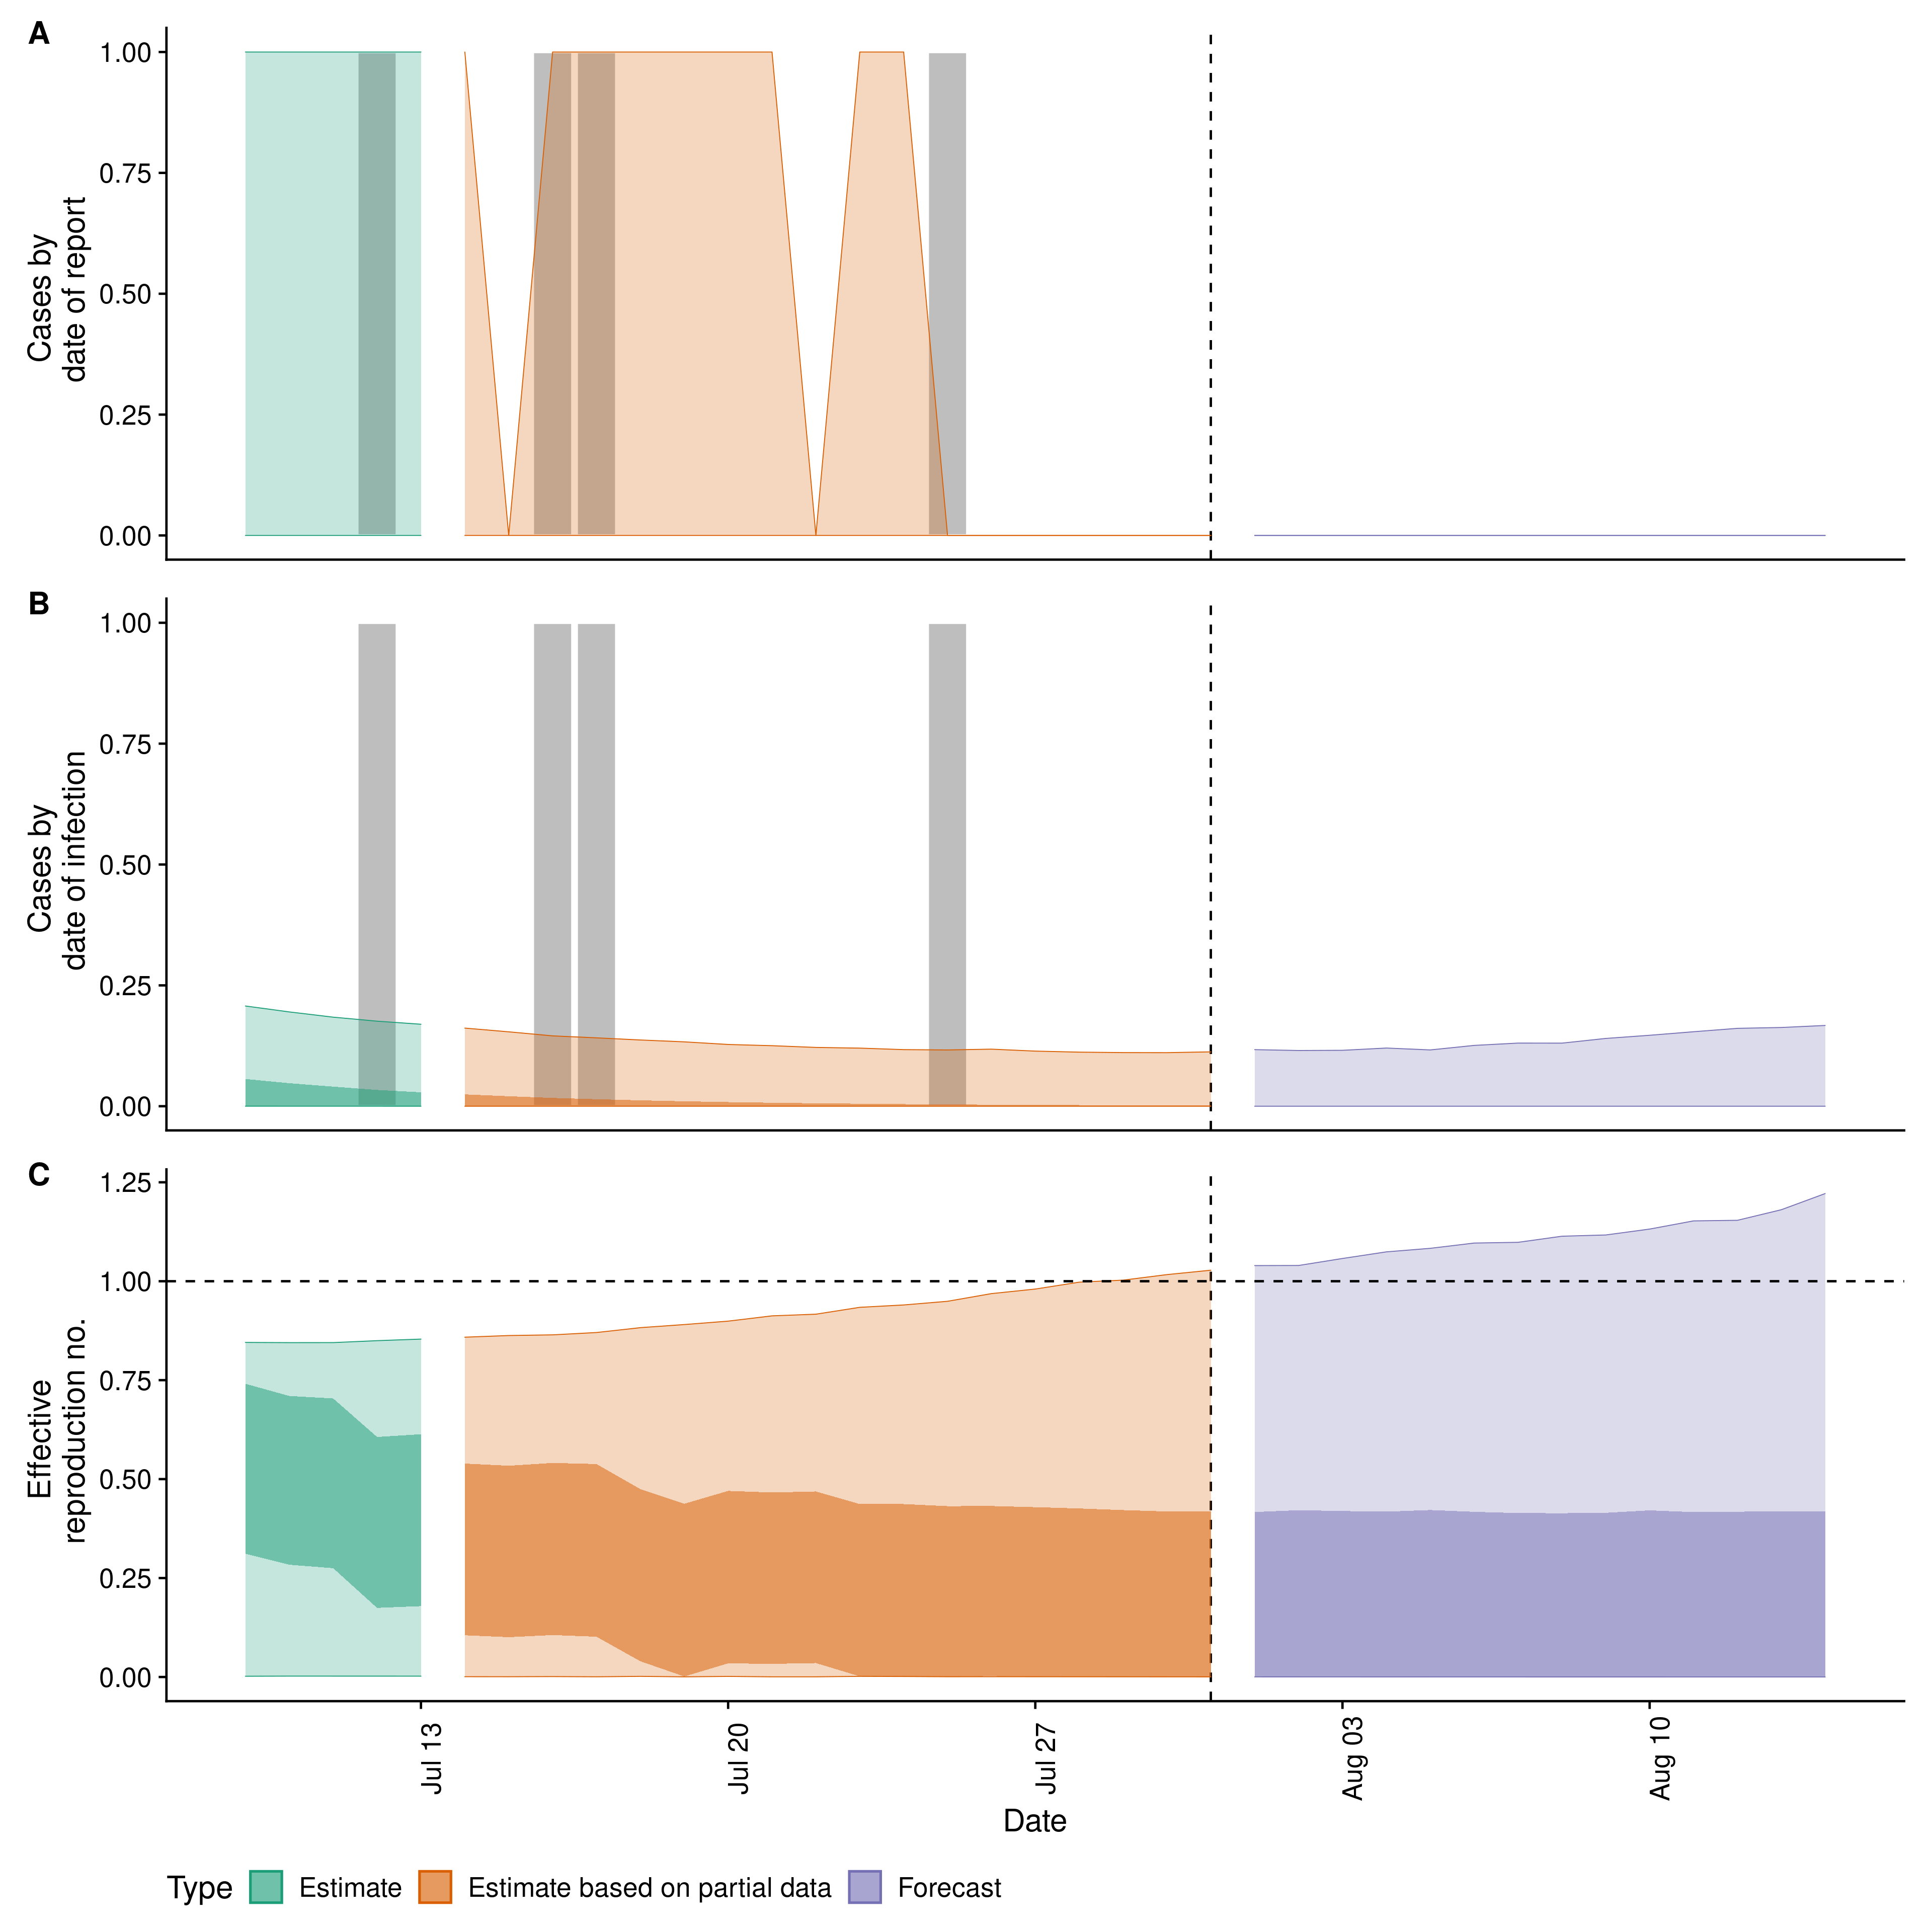 A
1.00
0.75
0.50
0.25
0.00
Cases by
date of report
B
1.00
0.75
0.50
0.25
0.00
Cases by
date of infection
C
1.25
1.00
0.75
0.50
0.25
0.00
Effective
reproduction no.
Jul 13
Jul 20
Jul 27
Aug 03
Aug 10
Date
Type
Estimate
Estimate based on partial data
Forecast